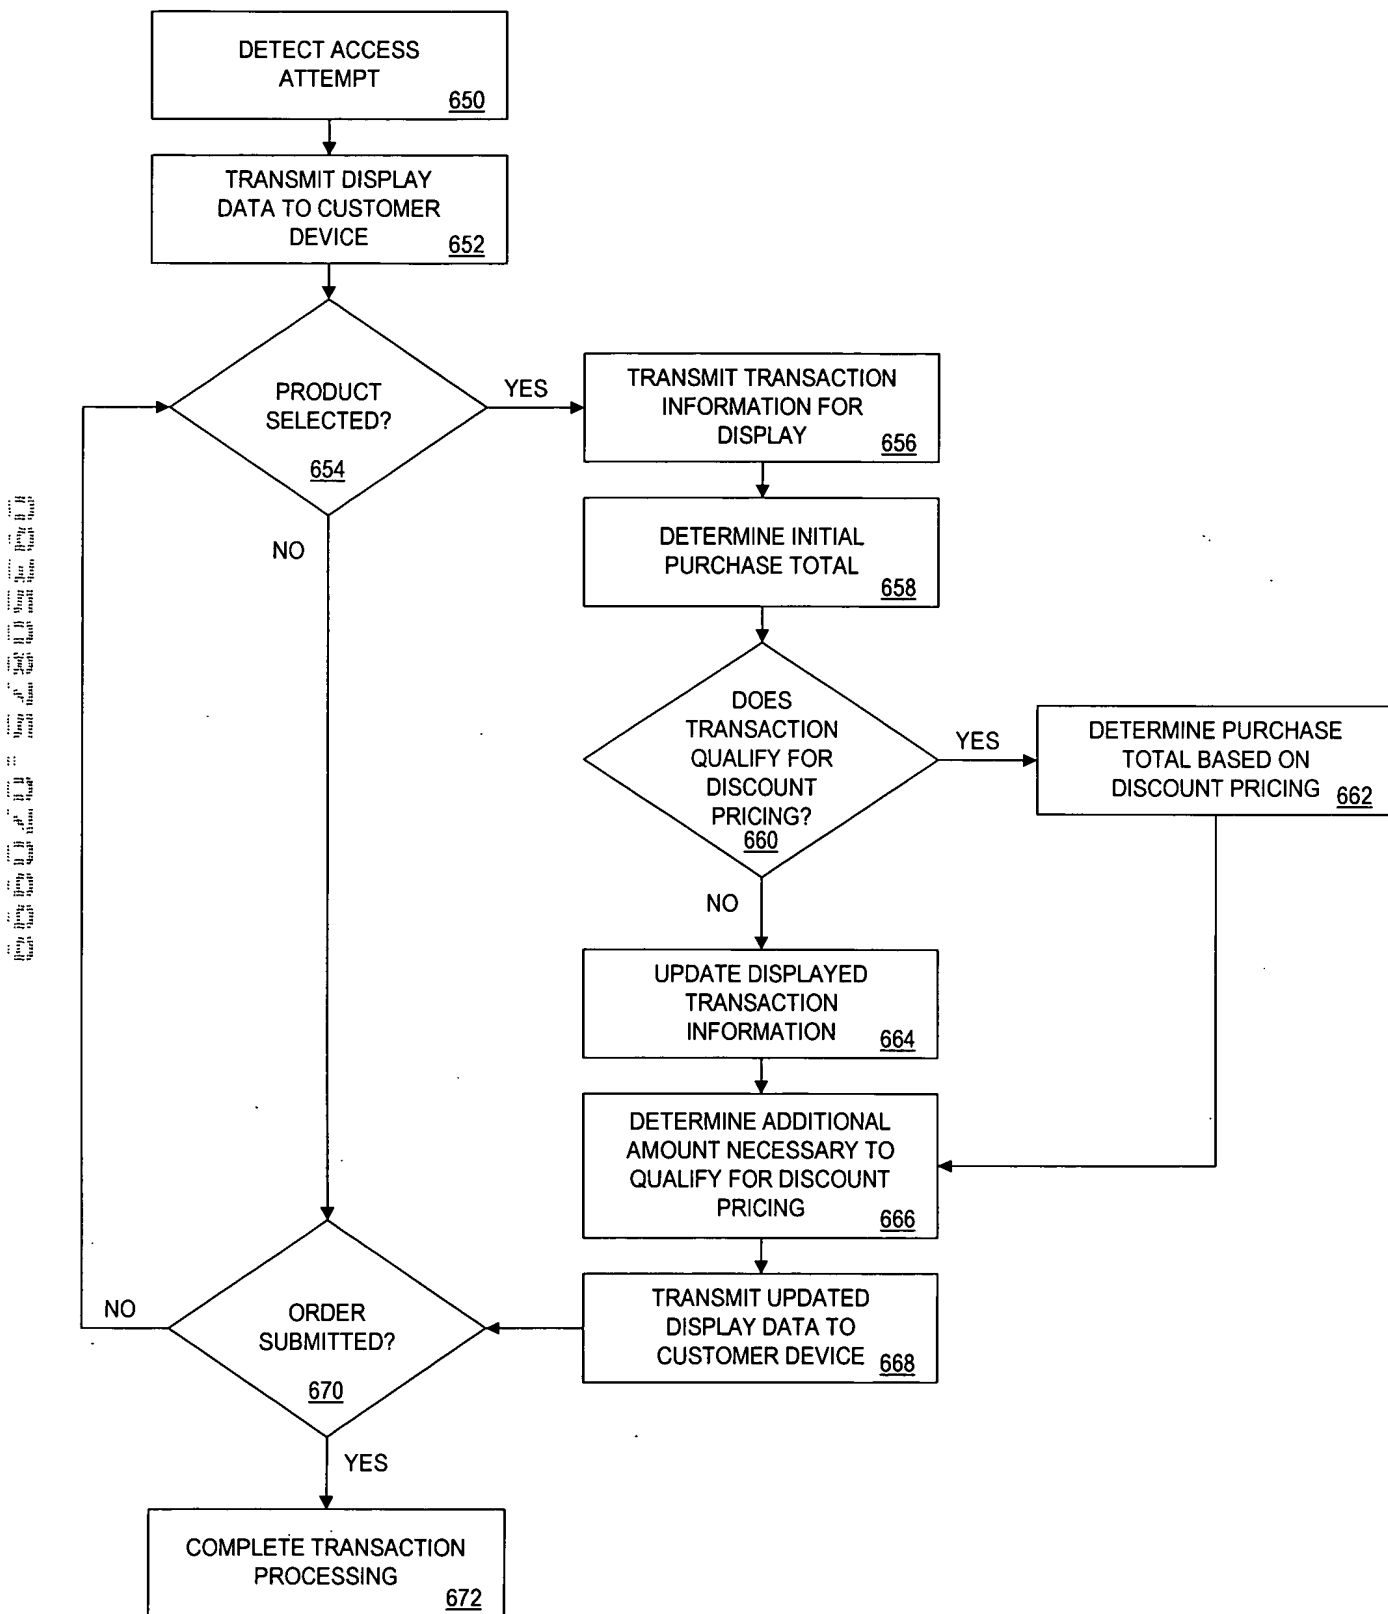 DETECT ACCESS
ATTEMPT
650
TRANSMIT DISPLAY
DATA TO CUSTOMER
DEVICE
652
PRODUCT
SELECTED?
654
YES
NO
TRANSMIT TRANSACTION
INFORMATION FOR
DISPLAY
656
DETERMINE INITIAL
PURCHASE TOTAL
658
DOES
TRANSACTION
QUALIFY FOR
DISCOUNT
PRICING?
660
YES
NO
DETERMINE PURCHASE
TOTAL BASED ON
DISCOUNT PRICING 662
UPDATE DISPLAYED
TRANSACTION
INFORMATION
664
DETERMINE ADDITIONAL
AMOUNT NECESSARY TO
QUALIFY FOR DISCOUNT
PRICING
666
TRANSMIT UPDATED
DISPLAY DATA TO
CUSTOMER DEVICE
668
ORDER
SUBMITTED?
670
NO
YES
COMPLETE TRANSACTION
PROCESSING
672